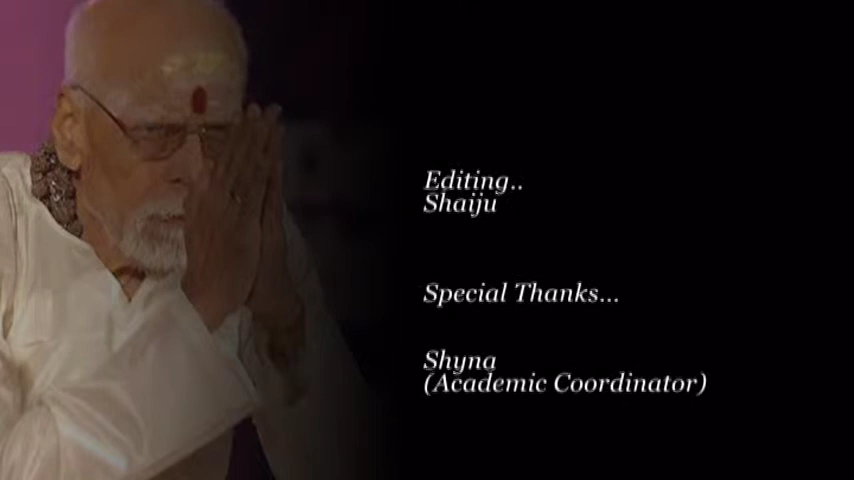 Editing..
Shaiju
Special Thanks...
Shyna
(Academic Coordinator)